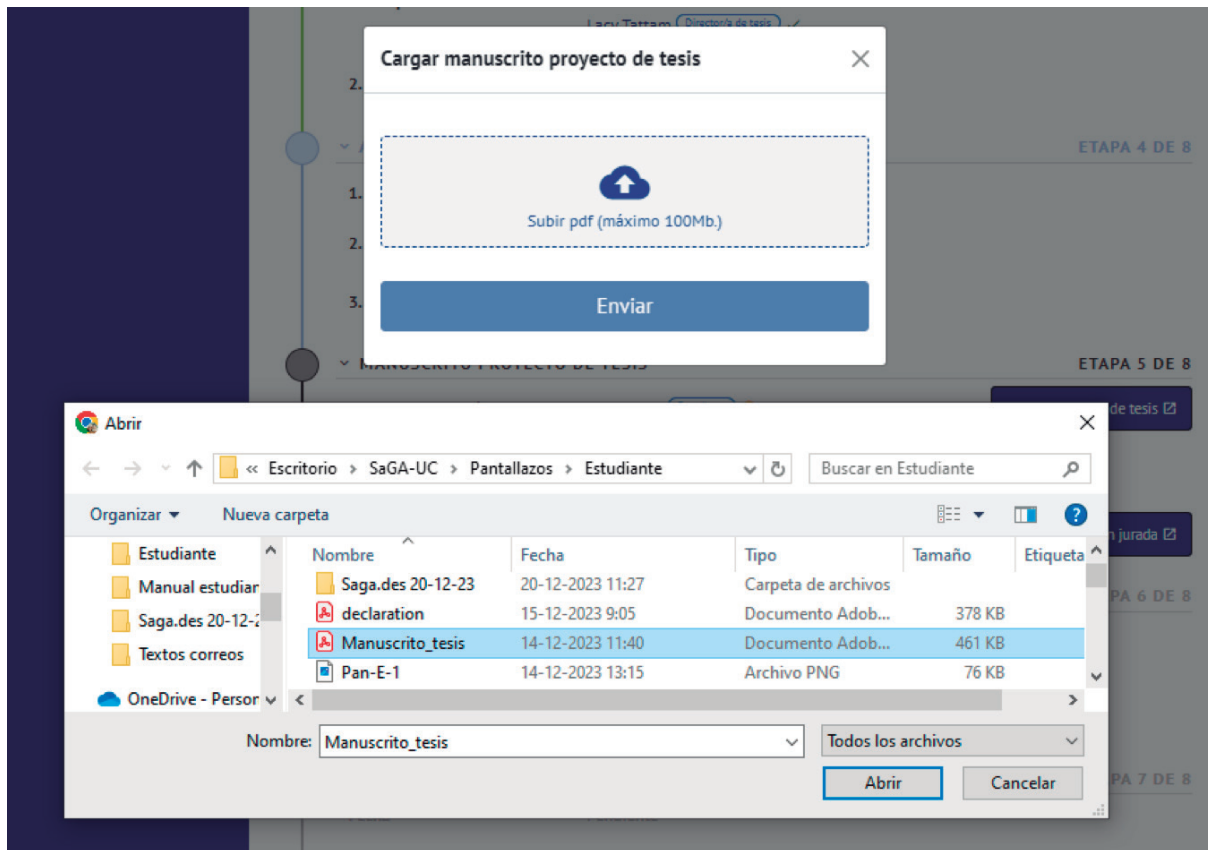 Lacy Tattam Director/a de tesis
Cargar manuscrito proyecto de tesis
2.
ETAPA 4 DE 8
1.
Subir pdf (máximo 100Mb.)
2.
3.
Enviar
MANUSCRITO PROYECTO DE TESIS
ETAPA 5 DE 8
de tesis
Abrir
« Escritorio > SaGA-UC > Pantallazos > Estudiante
Buscar en Estudiante
Organizar
Nueva carpeta
jurada
Estudiante
Nombre
Fecha
Tipo
Tamaño
Etiqueta
Manual estudian
Saga.des 20-12-23
20-12-2023 11:27
Carpeta de archivos
PA 6 DE 8
Saga.des 20-12-2
declaration
15-12-2023 9:05
Documento Adob...
378 KB
Textos correos
Manuscrito_tesis
14-12-2023 11:40
Documento Adob...
461 KB
Pan-E-1
14-12-2023 13:15
Archivo PNG
76 KB
OneDrive - Person
Nombre:
Manuscrito_tesis
Todos los archivos
Abrir
Cancelar
PA 7 DE 8